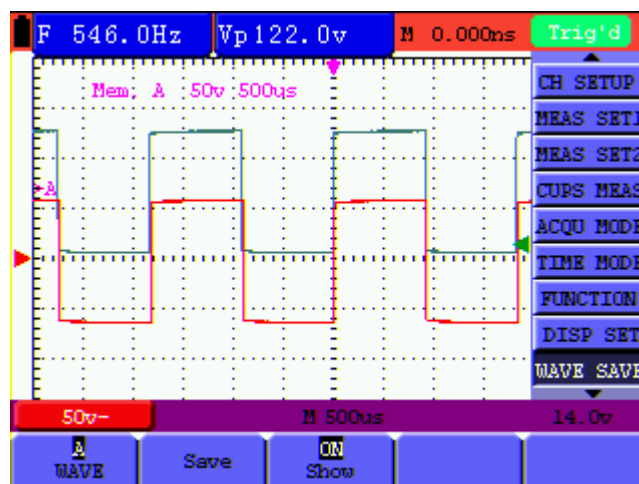 F 546.0Hz Vp122.0v M 0.000ns Trig'd
Mem, A 50v 500us
A
CH SETUP
MEAS SET1
MEAS SET2
CUPS MEAS
ACQU MODE
TIME MODE
FUNCTION
DISP SET
WAVE SAVE
50v- M 500us 14.0v
A WAVE Save ON Show